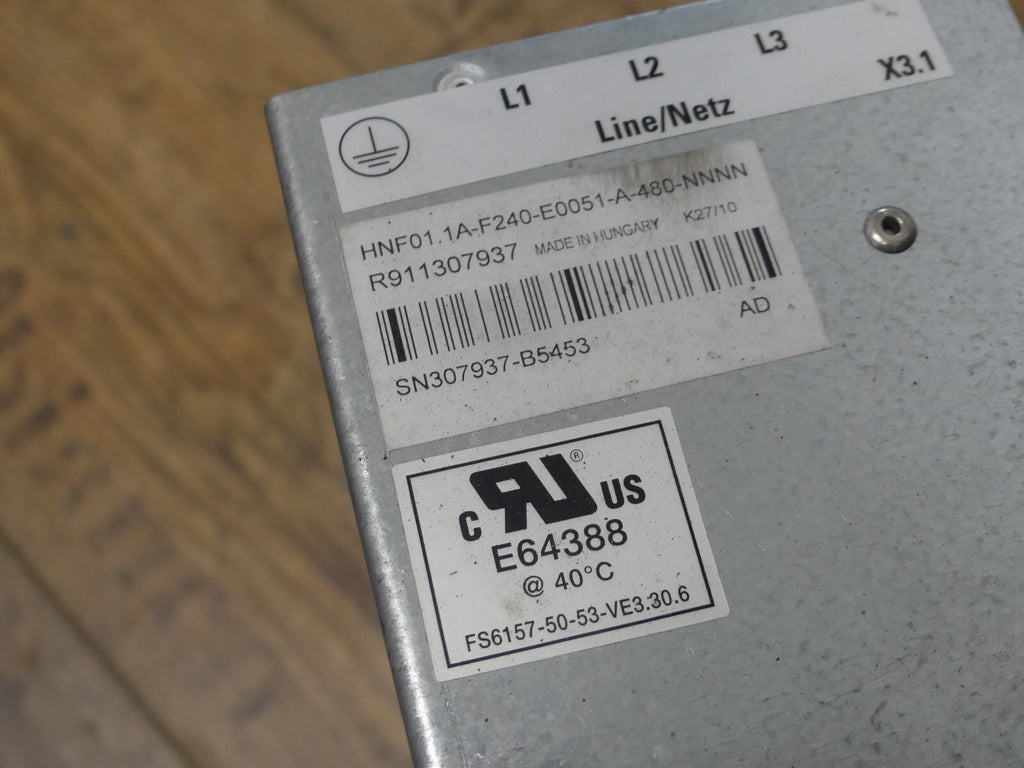 L1 L2 L3
Line/Netz X3.1
HNF01.1A-F240-E0051-A-480-NNNN
R911307937 MADE IN HUNGARY K27/10
AD
SN307937-B5453
C RU® US
E64388
@ 40°C
FS6157-50-53-VE3.30.6